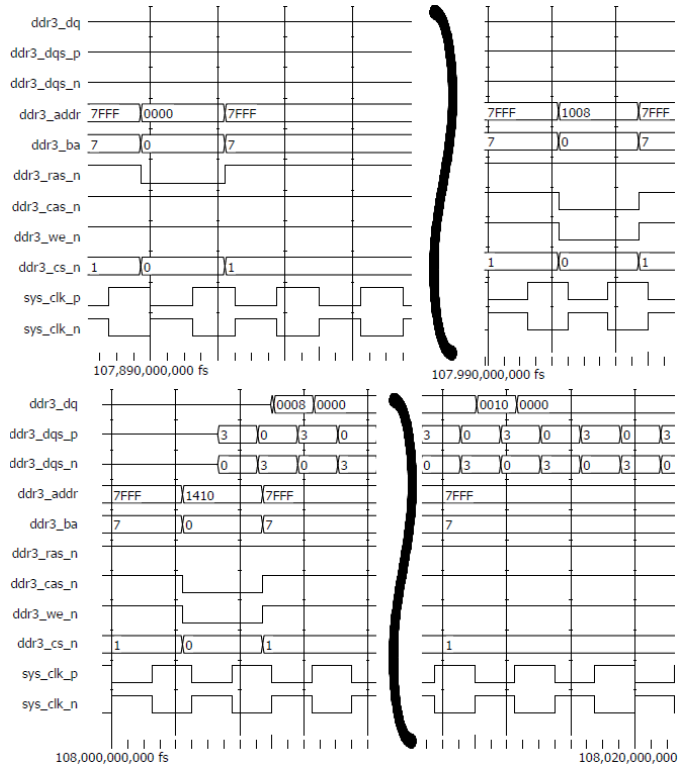 ddr3_dq
ddr3_dqs_p
ddr3_dqs_n
ddr3_addr 7FFF 0000 7FFF 7FFF 1008 7FFF
ddr3_ba 7 0 7 7 0 7
ddr3_ras_n
ddr3_cas_n
ddr3_we_n
ddr3_cs_n 1 0 1 1 0 1
sys_clk_p
sys_clk_n
107,890,000,000 fs 107,990,000,000 fs
ddr3_dq 0008 0000 0010 0000
ddr3_dqs_p 3 0 3 0 3 0 3 0 3 0 3
ddr3_dqs_n 0 3 0 3 0 3 0 3 0 3 0
ddr3_addr 7FFF 1410 7FFF 7FFF
ddr3_ba 7 0 7 7
ddr3_ras_n
ddr3_cas_n
ddr3_we_n
ddr3_cs_n 1 0 1 1
sys_clk_p
sys_clk_n
108,000,000,000 fs 108,020,000,000